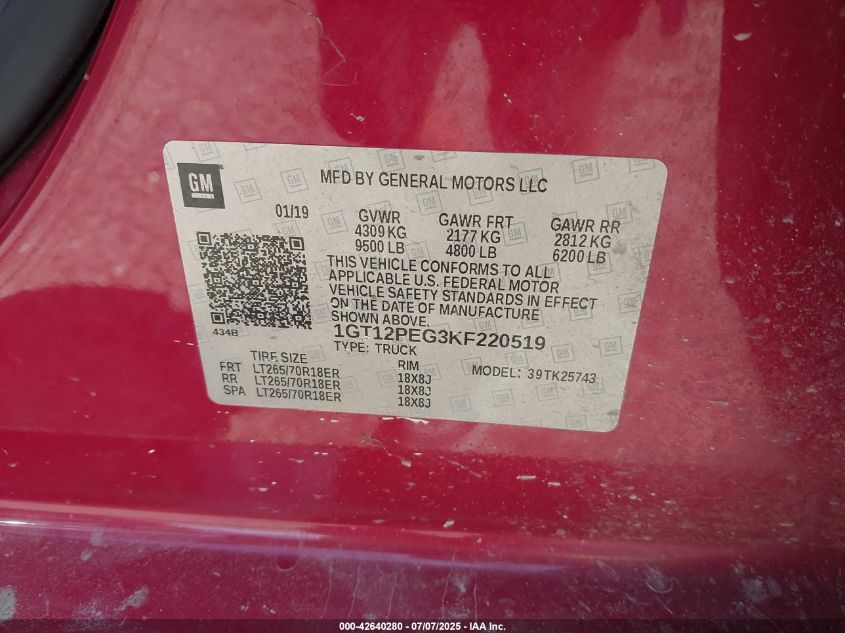 GM
MFD BY GENERAL MOTORS LLC
01/19
GVWR GAWR FRT GAWR RR
4309 KG 2177 KG 2812 KG
9500 LB 4800 LB 6200 LB
THIS VEHICLE CONFORMS TO ALL
APPLICABLE U.S. FEDERAL MOTOR
VEHICLE SAFETY STANDARDS IN EFFECT
ON THE DATE OF MANUFACTURE
SHOWN ABOVE.
434B
1GT12PEG3KF220519
TYPE: TRUCK
TIRE SIZE RIM MODEL: 39TK25743
FRT LT265/70R18ER 18X8J
RR LT265/70R18ER 18X8J
SPA LT265/70R18ER 18X8J
000-42640280 - 07/07/2025 - IAA Inc.